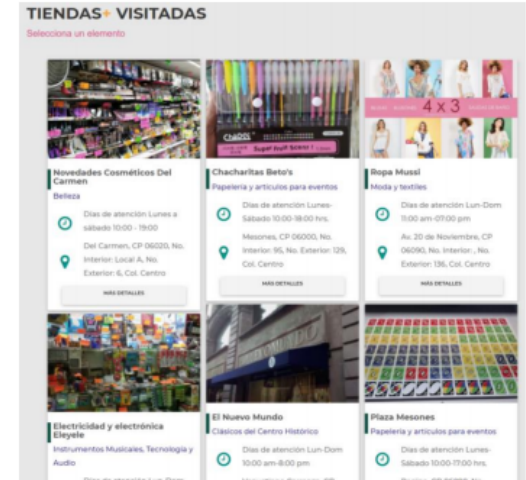 TIENDAS+ VISITADAS
Selecciona un elemento
Novedades Cosméticos Del
Carmen
Belleza
Días de atención Lunes a
sábado 10:00 - 19:00
Del Carmen, CP 06020, No.
Interior: Local A, No.
Exterior: 6, Col. Centro
MÁS DETALLES
Chacharitas Beto's
Papelería y artículos para eventos
Días de atención Lunes-
Sábado 10:00-18:00 hrs.
Mesones, CP 06000, No.
Interior: 95, No. Exterior: 129,
Col. Centro
MÁS DETALLES
4 x 3
Ropa Mussi
Moda y textiles
Días de atención Lun-Dom
11:00 am-07:00 pm
Av. 20 de Noviembre, CP
06090, No. Interior: , No.
Exterior: 136, Col. Centro
MÁS DETALLES
Electricidad y electrónica
Eleyele
Instrumentos Musicales, Tecnología y
Audio
El Nuevo Mundo
Clásicos del Centro Histórico
Días de atención Lun-Dom
10:00 am-8:00 pm
Plaza Mesones
Papelería y artículos para eventos
Días de atención Lunes-
Sábado 10:00-17:00 hrs.